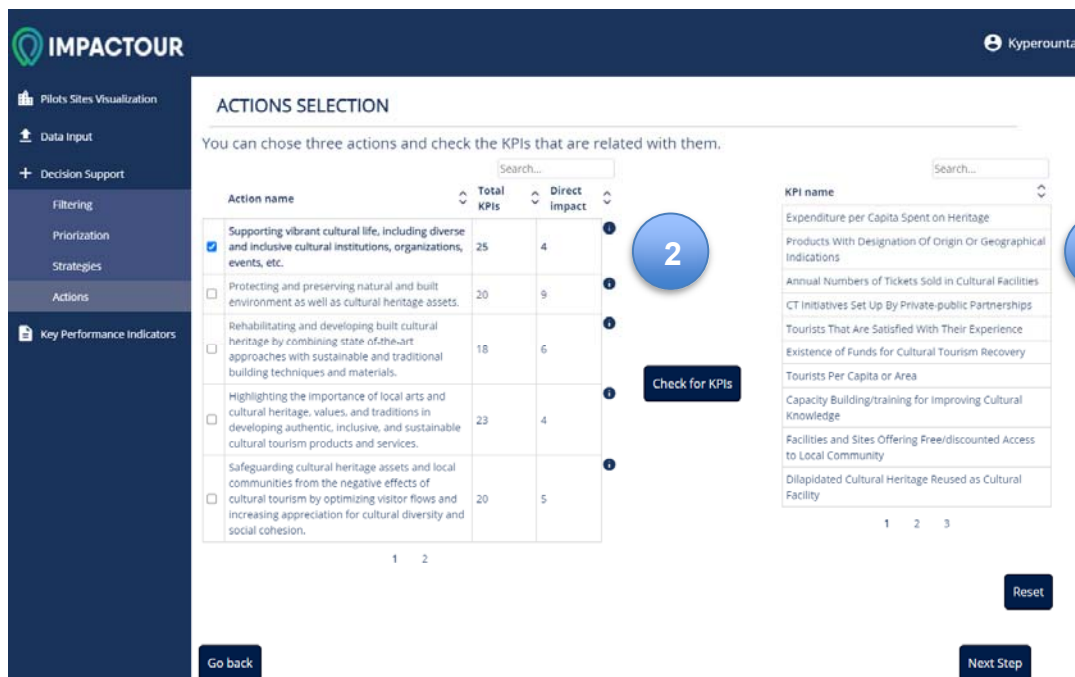 IMPACTOUR
Kyperounta
Pilots Sites Visualization
Data Input
Decision Support
Filtering
Priorization
Strategies
Actions
Key Performance Indicators
ACTIONS SELECTION
You can chose three actions and check the KPIs that are related with them.
Search...
Action name
Total
KPIs
Direct
impact
Supporting vibrant cultural life, including diverse
and inclusive cultural institutions, organizations,
events, etc.
25
4
Protecting and preserving natural and built
environment as well as cultural heritage assets.
20
9
Rehabilitating and developing built cultural
heritage by combining state of-the-art
approaches with sustainable and traditional
building techniques and materials.
18
6
Highlighting the importance of local arts and
cultural heritage, values, and traditions in
developing authentic, inclusive, and sustainable
cultural tourism products and services.
23
4
Safeguarding cultural heritage assets and local
communities from the negative effects of
cultural tourism by optimizing visitor flows and
increasing appreciation for cultural diversity and
social cohesion.
20
5
1 2
2
Check for KPIs
Search...
KPI name
Expenditure per Capita Spent on Heritage
Products With Designation Of Origin Or Geographical
Indications
Annual Numbers of Tickets Sold in Cultural Facilities
CT Initiatives Set Up By Private-public Partnerships
Tourists That Are Satisfied With Their Experience
Existence of Funds for Cultural Tourism Recovery
Tourists Per Capita or Area
Capacity Building/training for Improving Cultural
Knowledge
Facilities and Sites Offering Free/discounted Access
to Local Community
Dilapidated Cultural Heritage Reused as Cultural
Facility
1 2 3
Reset
Go back
Next Step